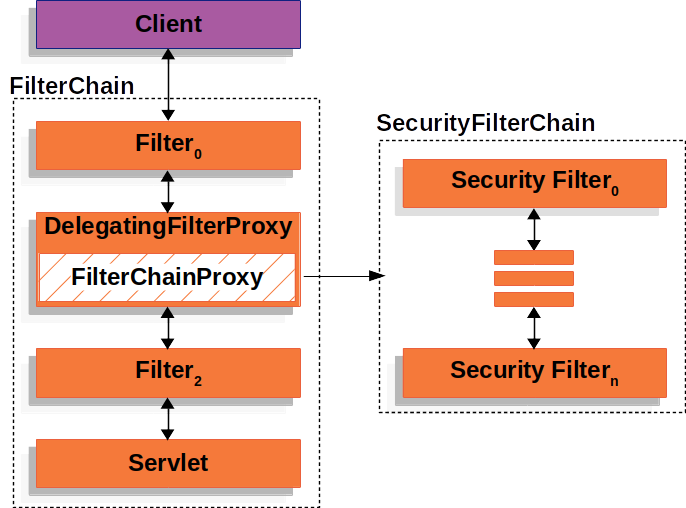 Client
FilterChain
Filter0
DelegatingFilterProxy
FilterChainProxy
Filter2
Servlet
SecurityFilterChain
Security Filter0
Security Filtern